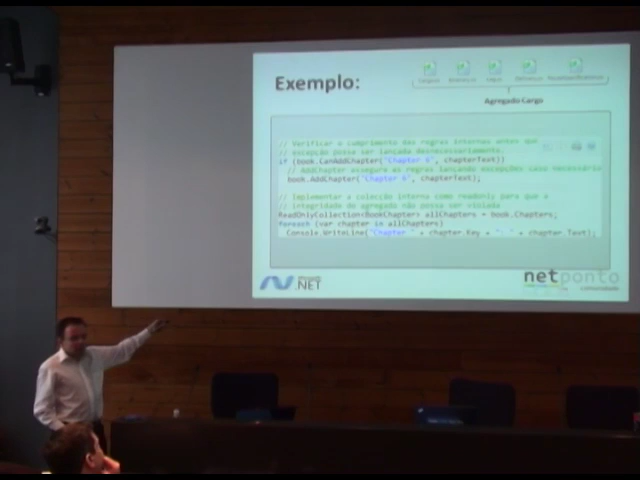 Exemplo:
Agregado Cargo
// Verificar o cumprimento das regras internas antes que
// excepção possa ser lançada desnecessariamente.
if (book.CanAddChapter("Chapter 6", chapterText))
// AddChapter assegura as regras lançando excepções caso necessário
book.AddChapter("Chapter 6", chapterText);
// Implementar a colecção interna como readonly para que a
// integridade do agregado não possa ser violada
ReadOnlyCollection<BookChapter> allChapters = book.Chapters;
foreach (var chapter in allChapters)
Console.WriteLine("Chapter " + chapter.Key + ": " + chapter.Text);
.NET
netponto
comunidade